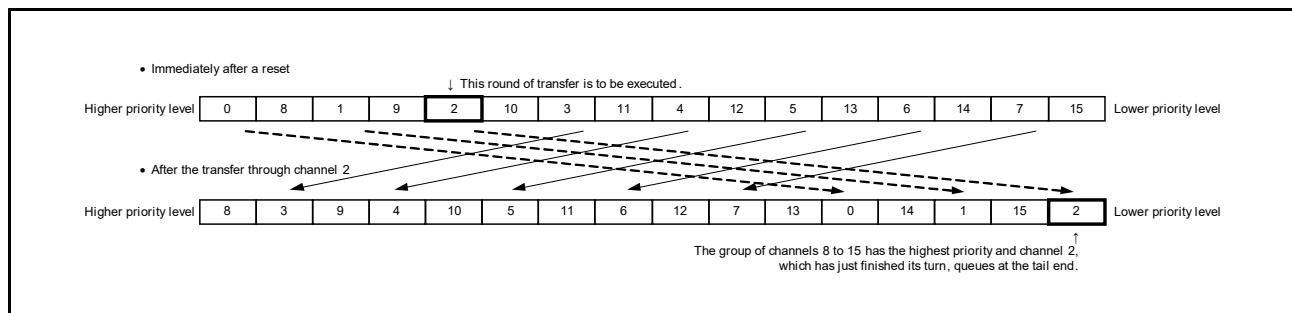 • Immediately after a reset
↓ This round of transfer is to be executed.
Higher priority level 0 8 1 9 2 10 3 11 4 12 5 13 6 14 7 15 Lower priority level
• After the transfer through channel 2
Higher priority level 8 3 9 4 10 5 11 6 12 7 13 0 14 1 15 2 Lower priority level
↑
The group of channels 8 to 15 has the highest priority and channel 2,
which has just finished its turn, queues at the tail end.